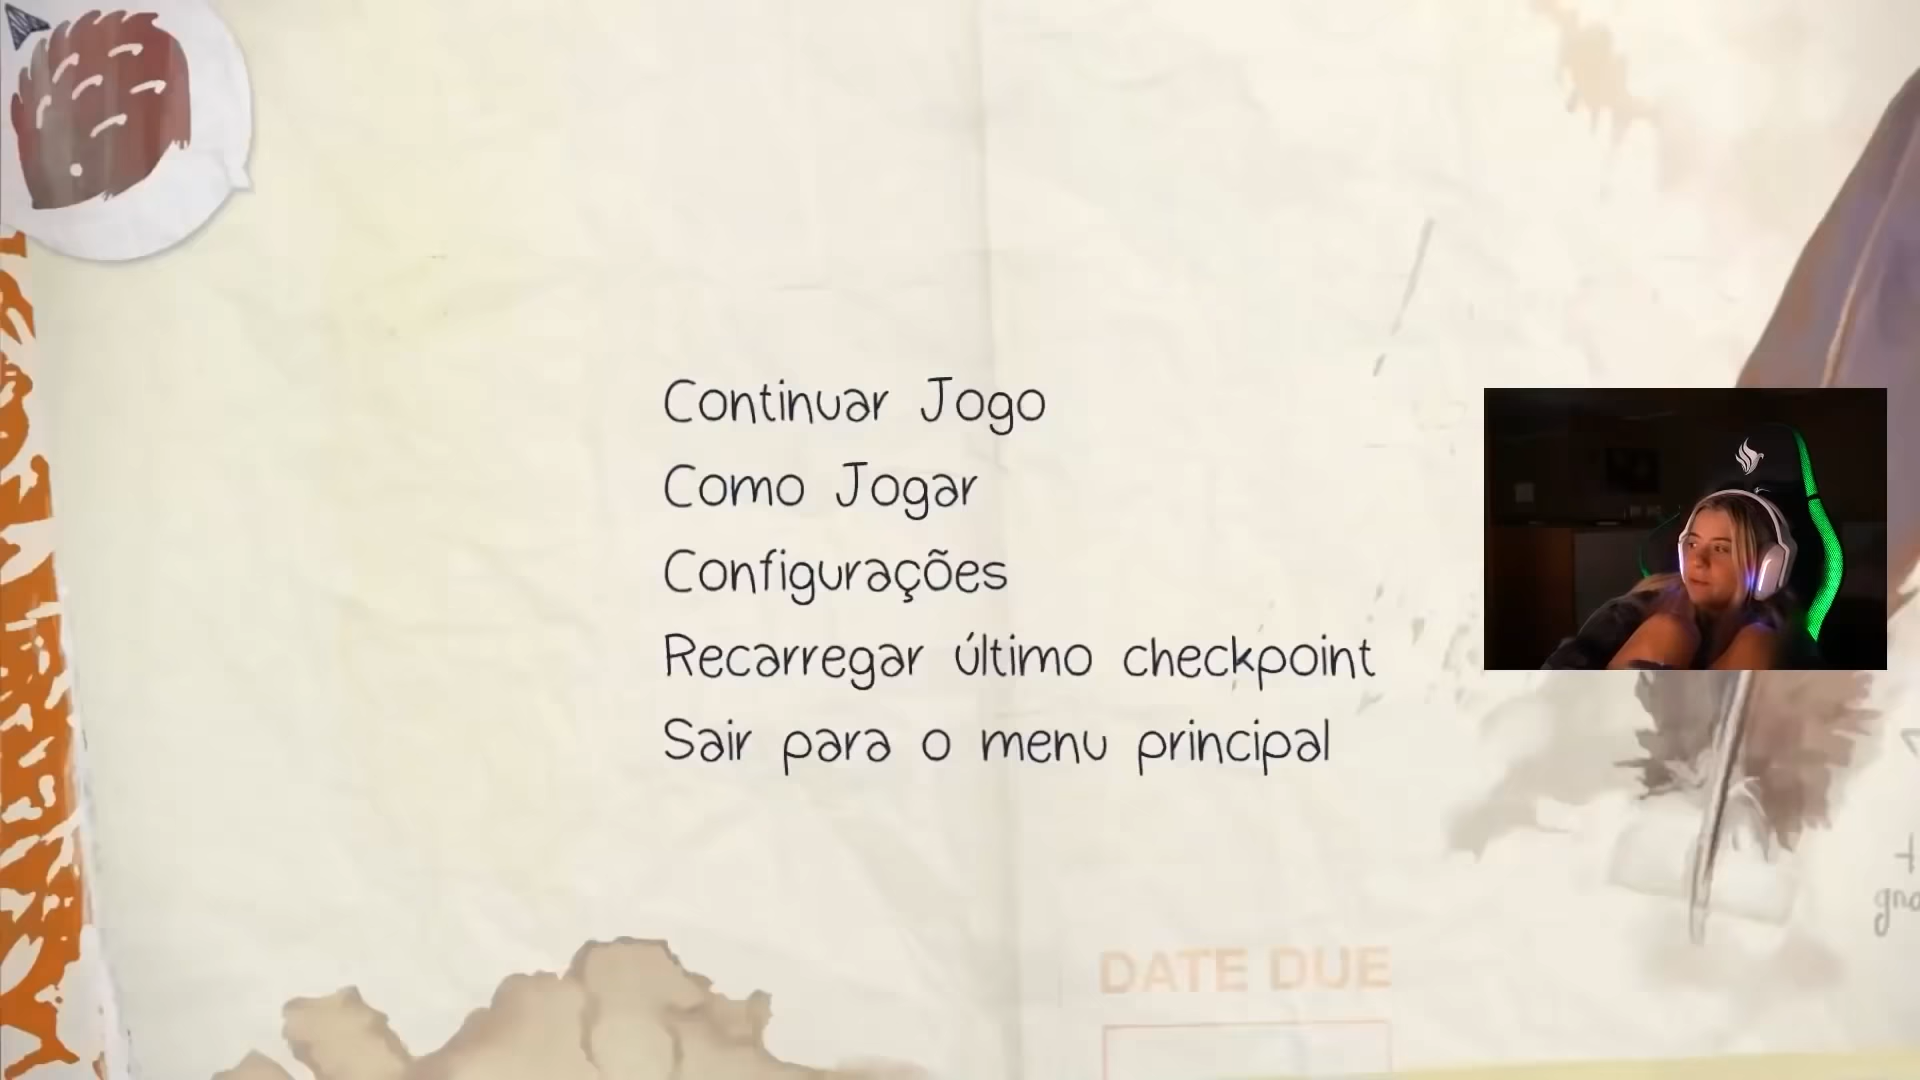 Continuar Jogo
Como Jogar
Configurações
Recarregar último checkpoint
Sair para o menu principal
DATE DUE